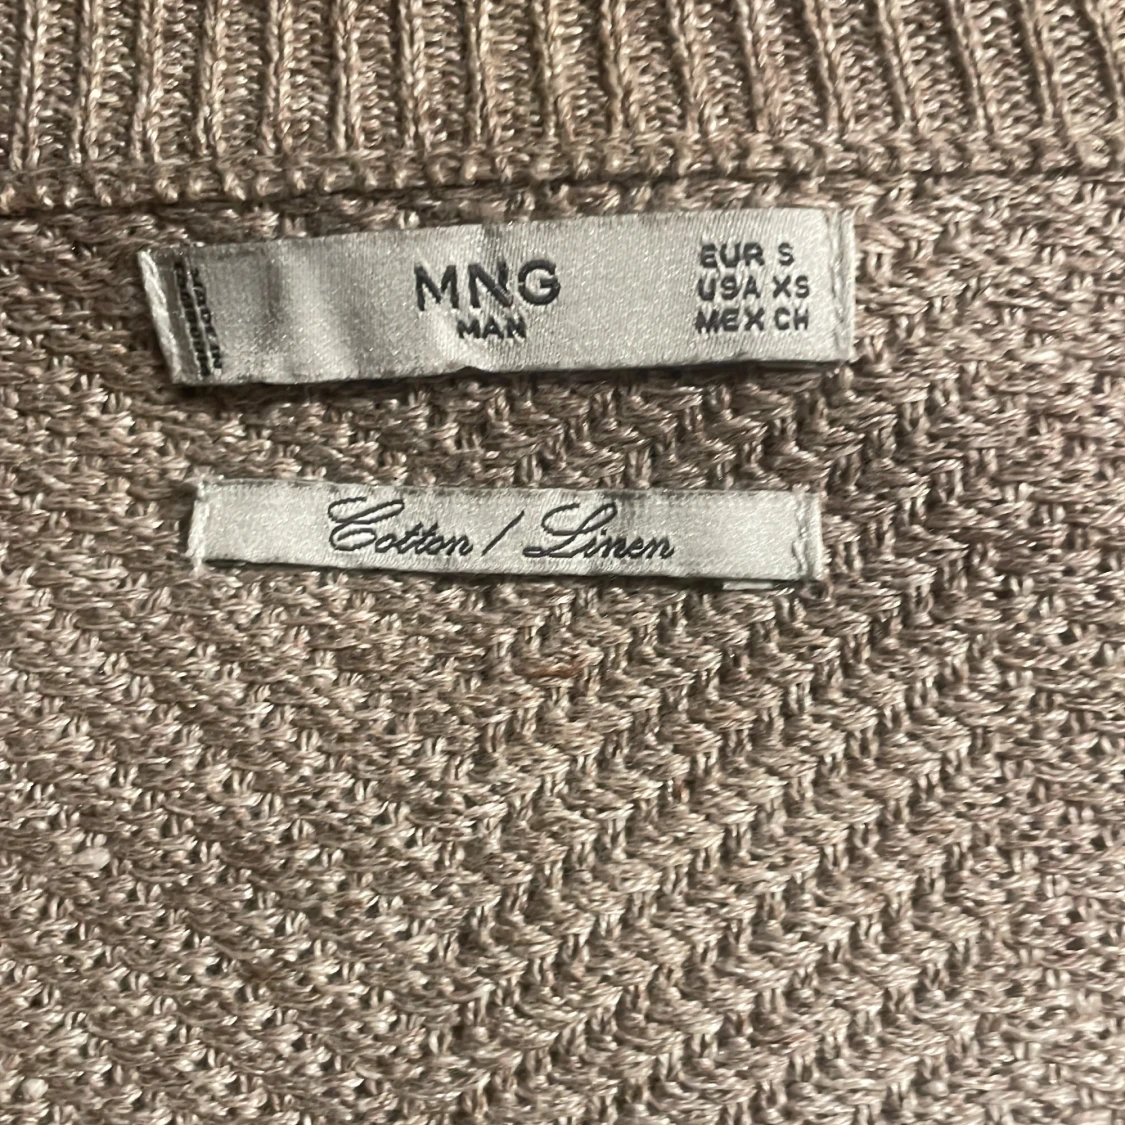 MNG
MAN
EUR S
USA XS
MEX CH
Cotton / Linen